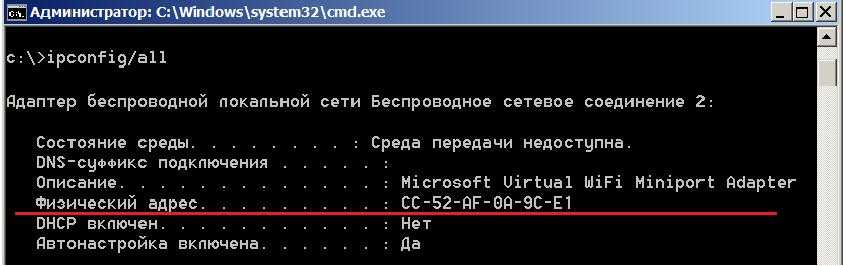 Администратор: C:\Windows\system32\cmd.exe
c:\>ipconfig/all
Адаптер беспроводной локальной сети Беспроводное сетевое соединение 2:
Состояние среды. . . . . . . . : Среда передачи недоступна.
DNS-суффикс подключения . . . . . :
Описание. . . . . . . . . . . . . : Microsoft Virtual WiFi Miniport Adapter
Физический адрес. . . . . . . . . : CC-52-AF-0A-9C-E1
DHCP включен. . . . . . . . . . . : Нет
Автонастройка включена. . . . . . : Да